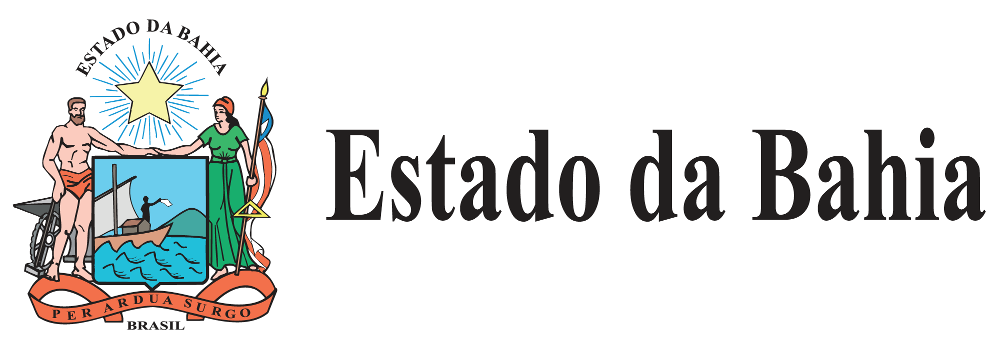 ESTADO DA BAHIA
PER ARDUA SURGO
BRASIL
Estado da Bahia